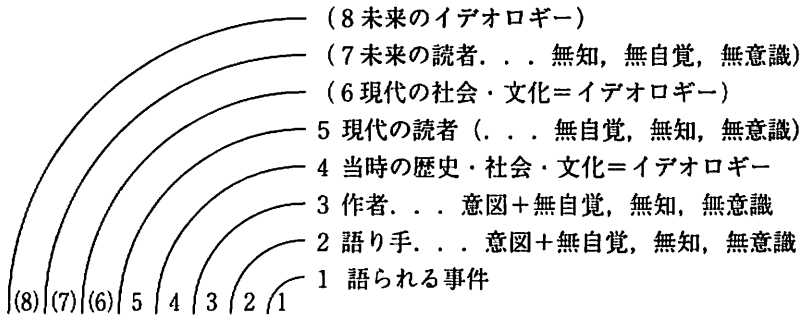 (8未来のイデオロギー)
(7未来の読者．．．無知，無自覚，無意識)
(6現代の社会・文化＝イデオロギー)
5 現代の読者（．．．無自覚，無知，無意識)
4 当時の歴史・社会・文化＝イデオロギー
3 作者．．．意図＋無自覚，無知，無意識
2 語り手．．．意図＋無自覚，無知，無意識
1 語られる事件
(8) (7) (6) 5 4 3 2 1